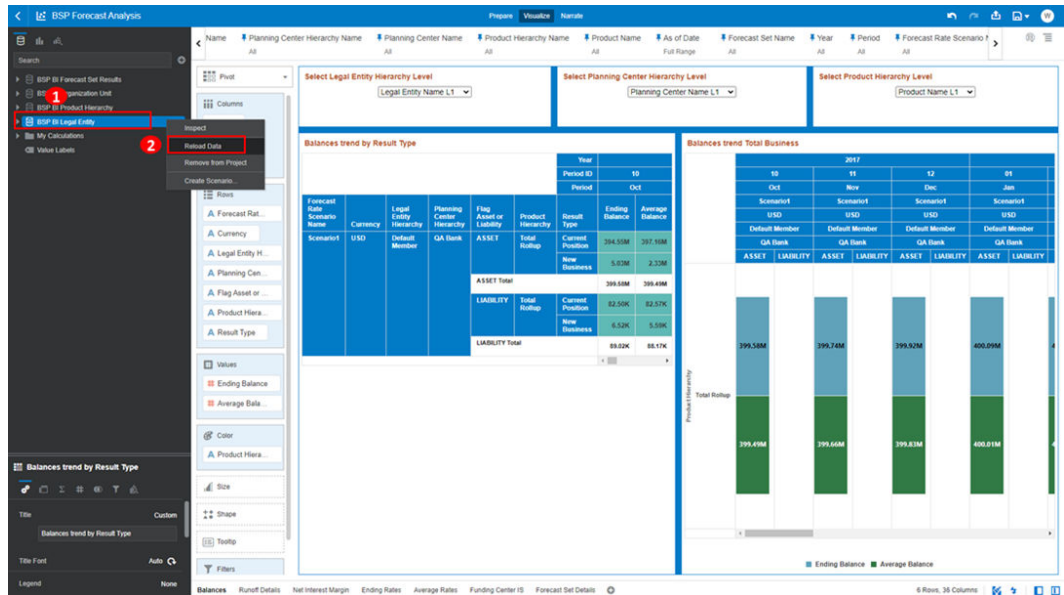 BSP Forecast Analysis
Prepare Visualize Narrate
W
Search
BSP BI Forecast Set Results
BSP BI Product Hierarchy
BSP BI Legal Entity
My Calculations
Value Labels
1
2
Inspect
Reload Data
Remove from Project
Create Scenario...
Name Planning Center Hierarchy Name Planning Center Name Product Hierarchy Name Product Name As of Date Forecast Set Name Year Period Forecast Rate Scenario
All All All All Full Range All All All All
Pivot
Columns
Rows
Forecast Rat...
Currency
Legal Entity H...
Planning Cen...
Flag Asset or ...
Product Hiera...
Result Type
Values
Ending Balance
Average Bala...
Color
Product Hiera...
Size
Shape
Tooltip
Filters
Select Legal Entity Hierarchy Level
Legal Entity Name L1
Select Planning Center Hierarchy Level
Planning Center Name L1
Select Product Hierarchy Level
Product Name L1
Balances trend by Result Type
Year
Period ID 10
Period Oct
Forecast Rate Scenario Name Currency Legal Entity Hierarchy Planning Center Hierarchy Flag Asset or Liability Product Hierarchy Result Type Ending Balance Average Balance
Scenario1 USD Default Member QA Bank ASSET Total Rollup Current Position 394.55M 397.16M
New Business 5.03M 2.33M
ASSET Total 399.58M 399.49M
LIABILITY Total Rollup Current Position 82.50K 82.57K
New Business 6.52K 5.59K
LIABILITY Total 89.02K 88.17K
Balances trend Total Business
2017
10 11 12 01
Oct Nov Dec Jan
Scenario1 Scenario1 Scenario1 Scenario1
USD USD USD USD
Default Member Default Member Default Member Default Member
QA Bank QA Bank QA Bank QA Bank
ASSET LIABILITY ASSET LIABILITY ASSET LIABILITY ASSET LIABILITY
Product Hierarchy
Total Rollup
399.58M 399.74M 399.92M 400.09M
399.49M 399.66M 399.83M 400.01M
Ending Balance Average Balance
Balances trend by Result Type
Title Custom
Balances trend by Result Type
Title Font Auto
Legend None
Balances Runoff Details Net Interest Margin Ending Rates Average Rates Funding Center IS Forecast Set Details
6 Rows, 36 Columns